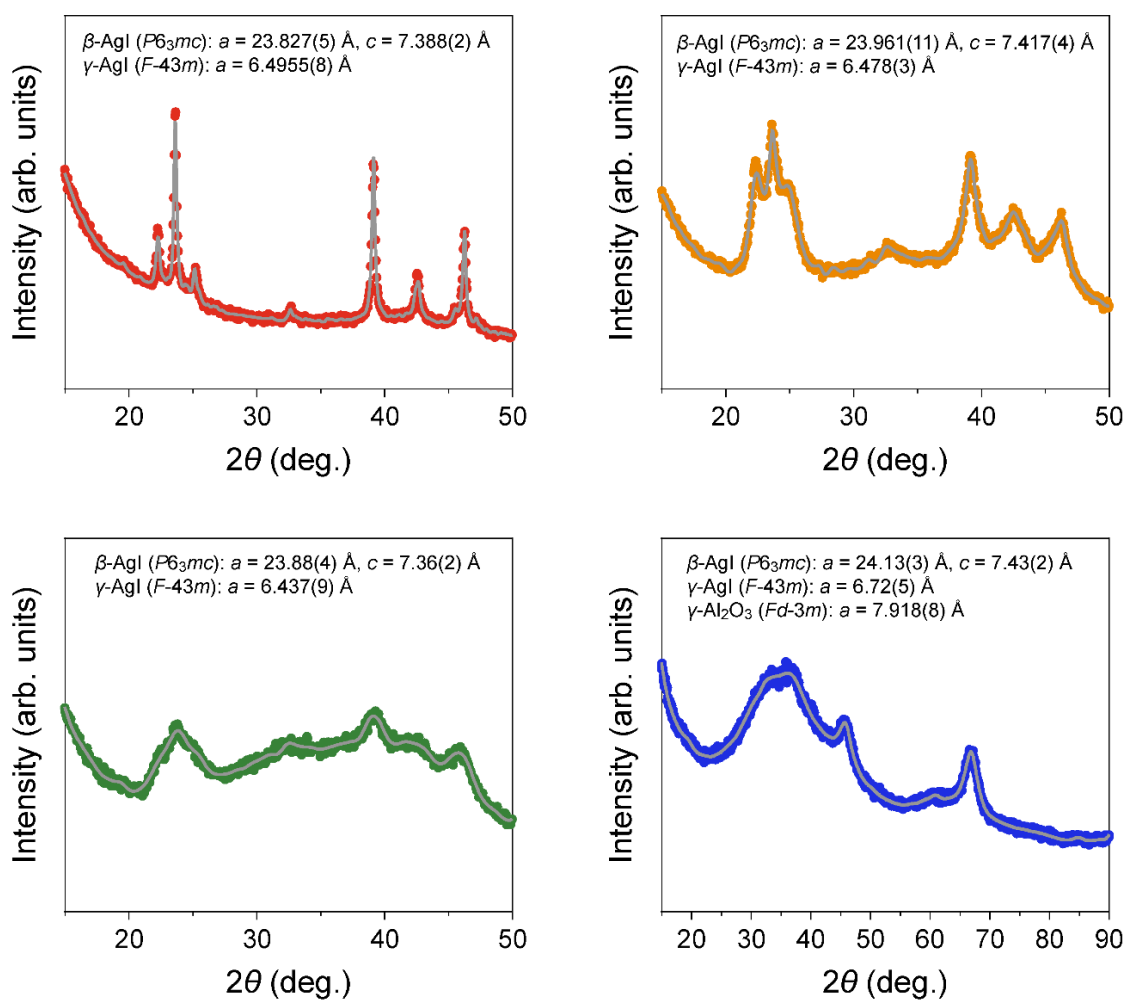 β-AgI (P6₃mc): a = 23.827(5) Å, c = 7.388(2) Å
γ-AgI (F-43m): a = 6.4955(8) Å
Intensity (arb. units)
20 30 40 50
2θ (deg.)
β-AgI (P6₃mc): a = 23.961(11) Å, c = 7.417(4) Å
γ-AgI (F-43m): a = 6.478(3) Å
Intensity (arb. units)
20 30 40 50
2θ (deg.)
β-AgI (P6₃mc): a = 23.88(4) Å, c = 7.36(2) Å
γ-AgI (F-43m): a = 6.437(9) Å
Intensity (arb. units)
20 30 40 50
2θ (deg.)
β-AgI (P6₃mc): a = 24.13(3) Å, c = 7.43(2) Å
γ-AgI (F-43m): a = 6.72(5) Å
γ-Al₂O₃ (Fd-3m): a = 7.918(8) Å
Intensity (arb. units)
20 30 40 50 60 70 80 90
2θ (deg.)